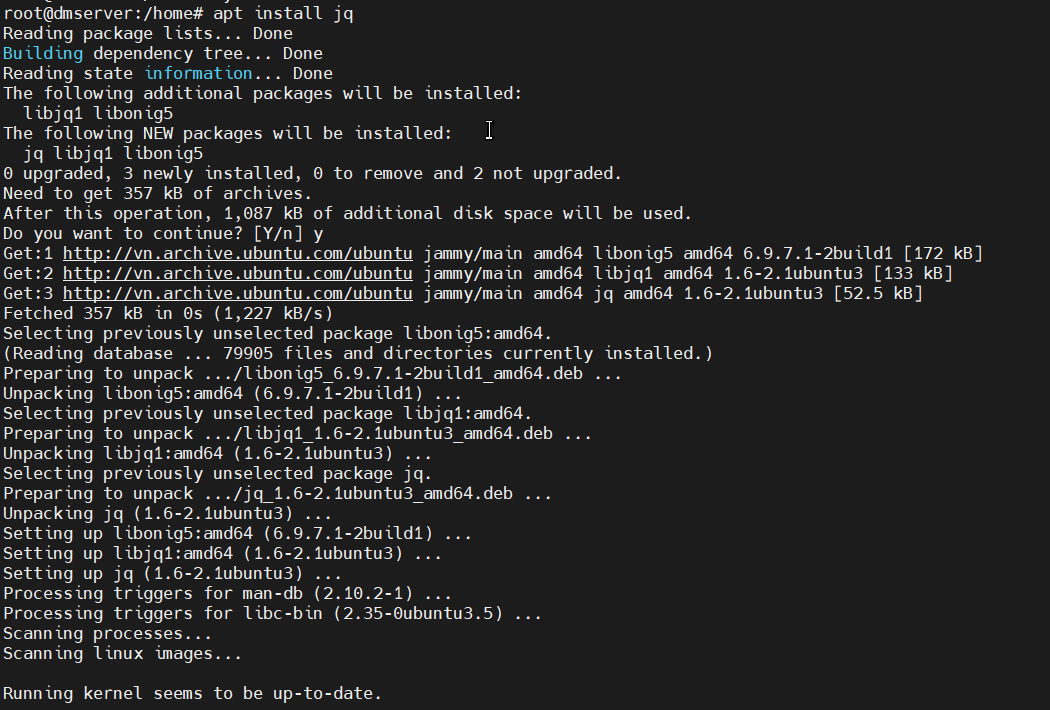 root@dmserver:/home# apt install jq
Reading package lists... Done
Building dependency tree... Done
Reading state information... Done
The following additional packages will be installed:
  libjq1 libonig5
The following NEW packages will be installed:
  jq libjq1 libonig5
0 upgraded, 3 newly installed, 0 to remove and 2 not upgraded.
Need to get 357 kB of archives.
After this operation, 1,087 kB of additional disk space will be used.
Do you want to continue? [Y/n] y
Get:1 http://vn.archive.ubuntu.com/ubuntu jammy/main amd64 libonig5 amd64 6.9.7.1-2build1 [172 kB]
Get:2 http://vn.archive.ubuntu.com/ubuntu jammy/main amd64 libjq1 amd64 1.6-2.1ubuntu3 [133 kB]
Get:3 http://vn.archive.ubuntu.com/ubuntu jammy/main amd64 jq amd64 1.6-2.1ubuntu3 [52.5 kB]
Fetched 357 kB in 0s (1,227 kB/s)
Selecting previously unselected package libonig5:amd64.
(Reading database ... 79905 files and directories currently installed.)
Preparing to unpack .../libonig5_6.9.7.1-2build1_amd64.deb ...
Unpacking libonig5:amd64 (6.9.7.1-2build1) ...
Selecting previously unselected package libjq1:amd64.
Preparing to unpack .../libjq1_1.6-2.1ubuntu3_amd64.deb ...
Unpacking libjq1:amd64 (1.6-2.1ubuntu3) ...
Selecting previously unselected package jq.
Preparing to unpack .../jq_1.6-2.1ubuntu3_amd64.deb ...
Unpacking jq (1.6-2.1ubuntu3) ...
Setting up libonig5:amd64 (6.9.7.1-2build1) ...
Setting up libjq1:amd64 (1.6-2.1ubuntu3) ...
Setting up jq (1.6-2.1ubuntu3) ...
Processing triggers for man-db (2.10.2-1) ...
Processing triggers for libc-bin (2.35-0ubuntu3.5) ...
Scanning processes...
Scanning linux images...

Running kernel seems to be up-to-date.